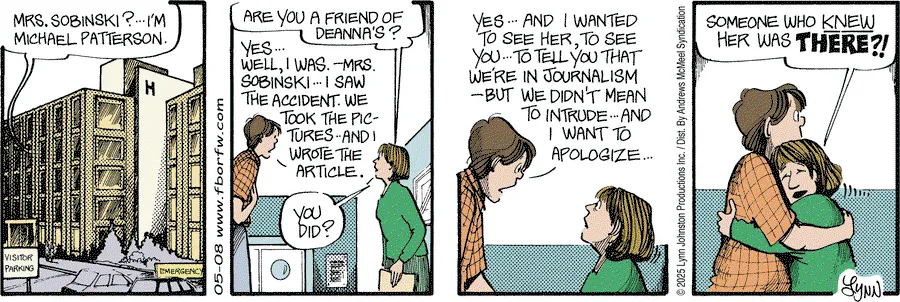 MRS. SOBINSKI?...I'M
MICHAEL PATTERSON.
H
VISITOR
PARKING
EMERGENCY
05-08 www.fborfw.com
ARE YOU A FRIEND OF
DEANNA'S?
YES...
WELL, I WAS. -MRS.
SOBINSKI...I SAW
THE ACCIDENT. WE
TOOK THE PIC-
TURES...AND I
WROTE THE
ARTICLE.
YOU
DID?
YES...AND I WANTED
TO SEE HER, TO SEE
YOU...TO TELL YOU THAT
WE'RE IN JOURNALISM
-BUT WE DIDN'T MEAN
TO INTRUDE...AND
I WANT TO
APOLOGIZE...
© 2025 Lynn Johnston Productions Inc. / Dist. By Andrews McMeel Syndication
SOMEONE WHO KNEW
HER WAS THERE?!
LYNN